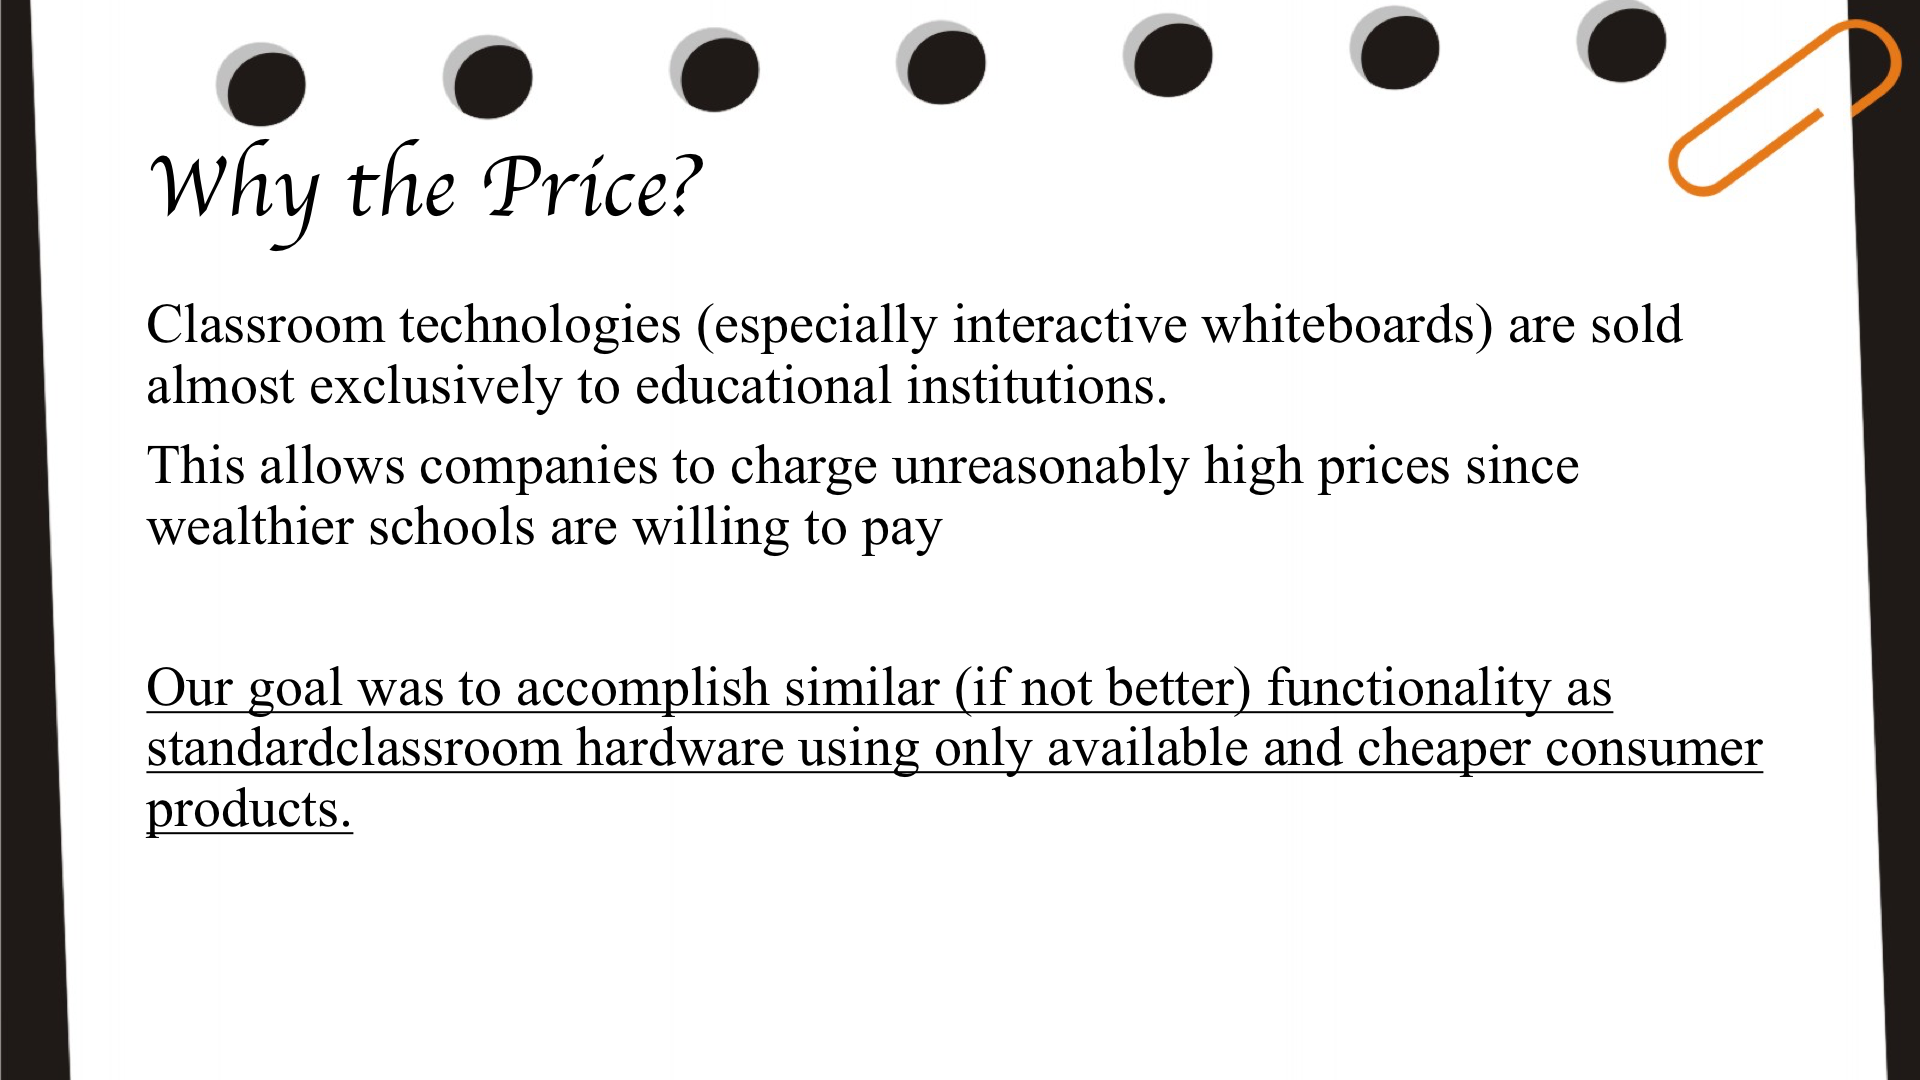 Why the Price?
Classroom technologies (especially interactive whiteboards) are sold
almost exclusively to educational institutions.
This allows companies to charge unreasonably high prices since
wealthier schools are willing to pay
Our goal was to accomplish similar (if not better) functionality as
standardclassroom hardware using only available and cheaper consumer
products.